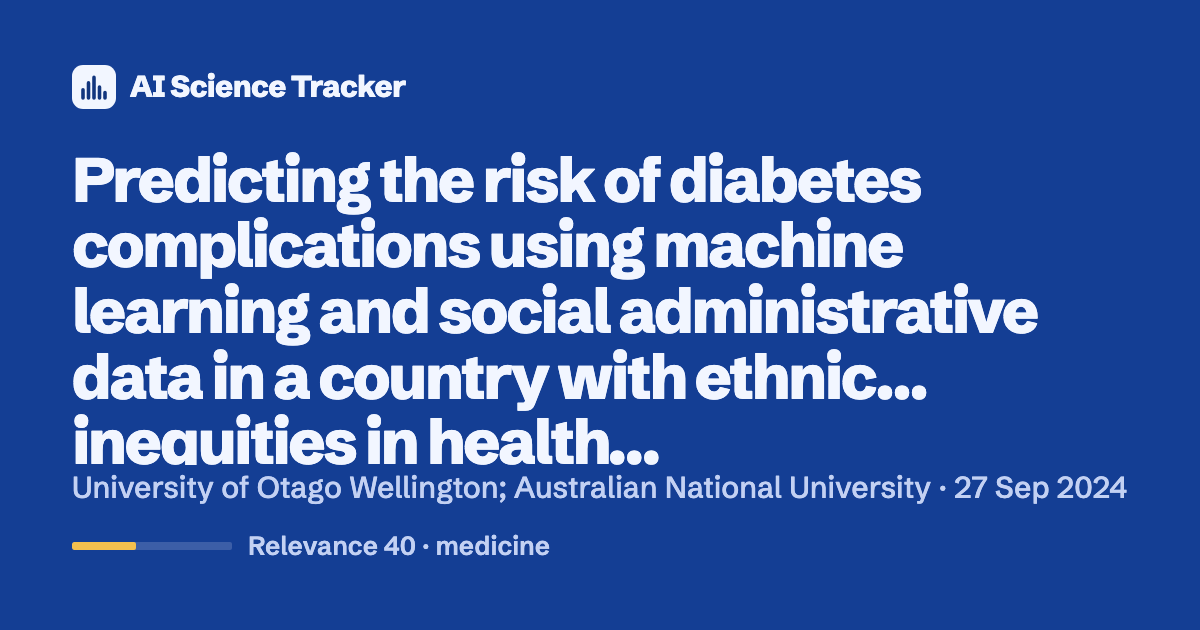 AI Science Tracker
Predicting the risk of diabetes
complications using machine
learning and social administrative
data in a country with ethnic...
inequities in health...
University of Otago Wellington; Australian National University · 27 Sep 2024
Relevance 40 · medicine